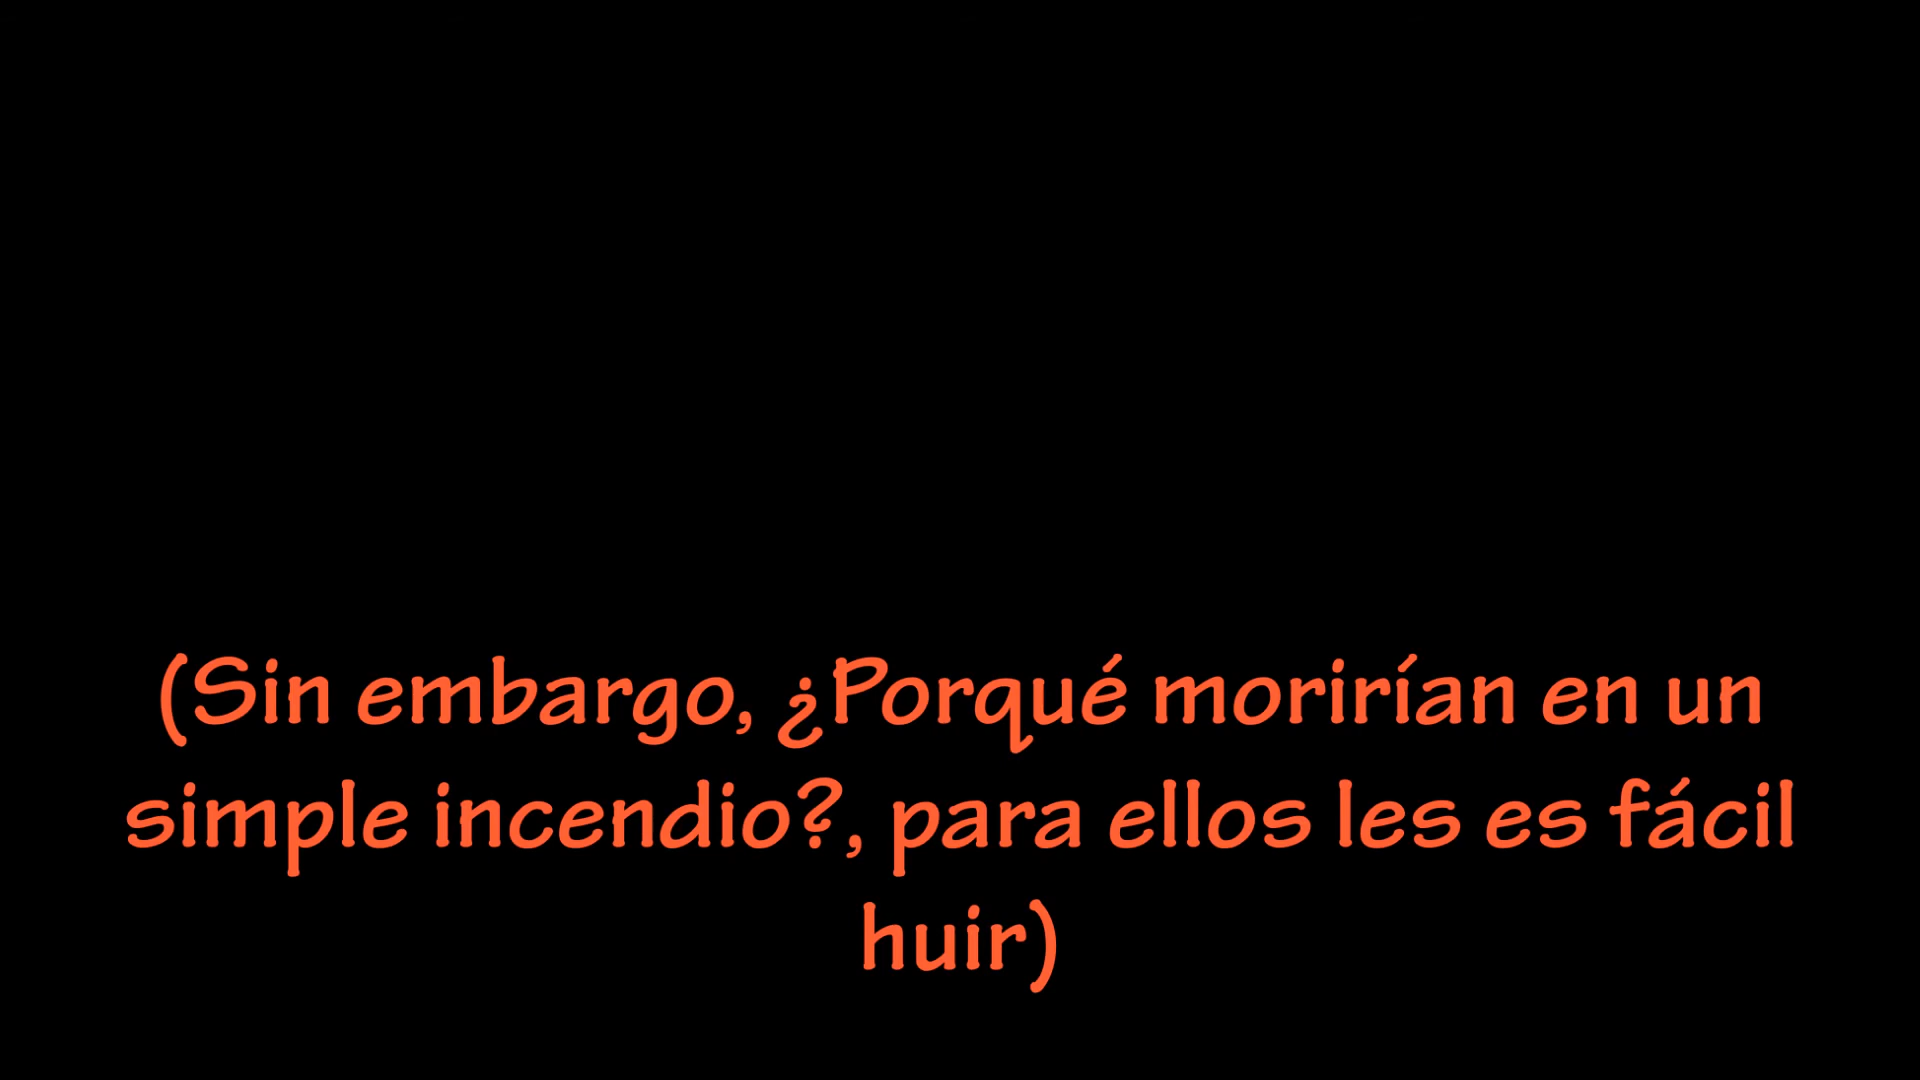 (Sin embargo, ¿Porqué morirían en un
simple incendio?, para ellos les es fácil
huir)